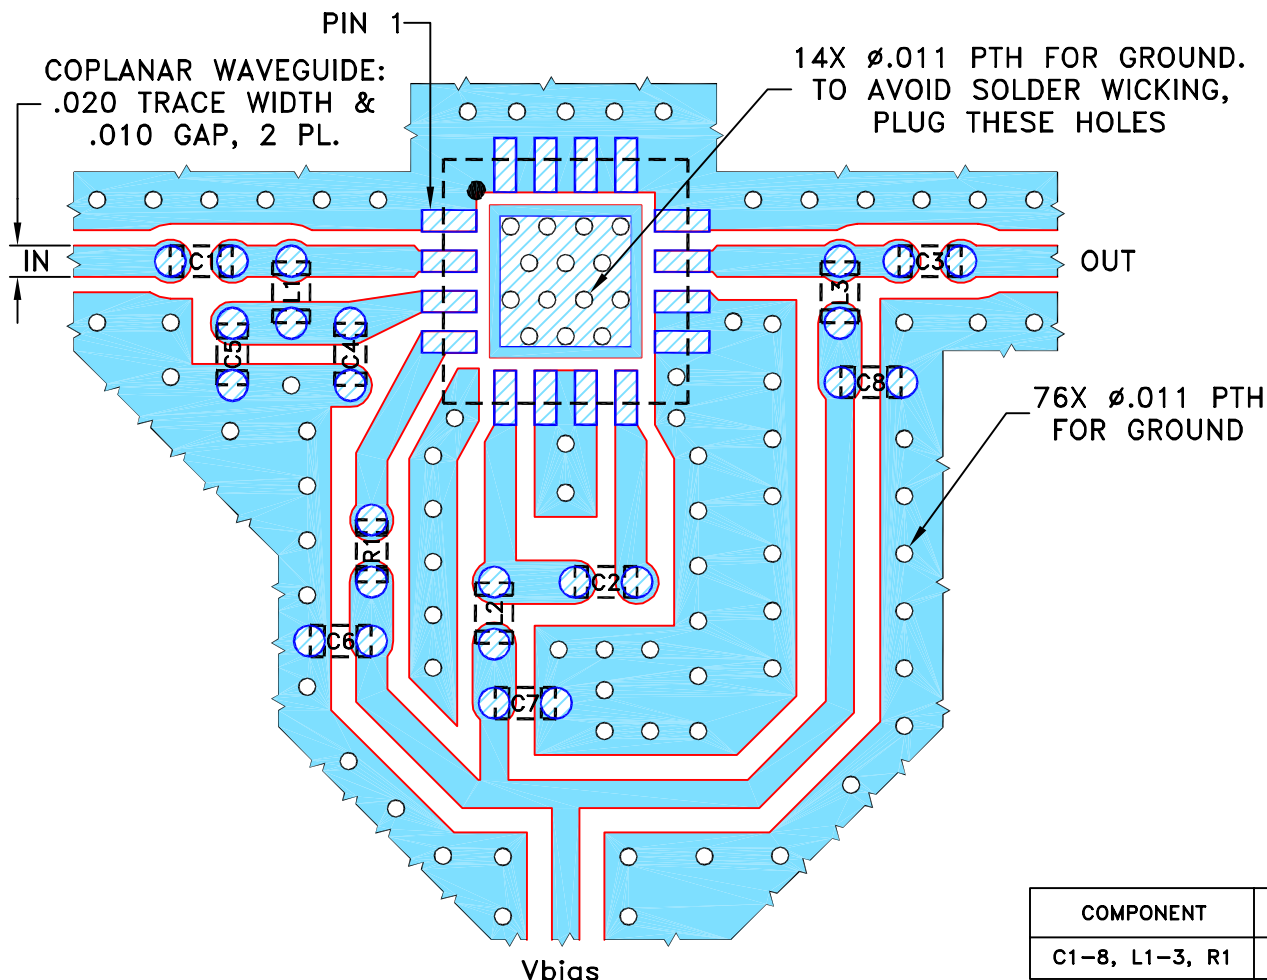 PIN 1
COPLANAR WAVEGUIDE:
.020 TRACE WIDTH &
.010 GAP, 2 PL.
14X ø.011 PTH FOR GROUND.
TO AVOID SOLDER WICKING,
PLUG THESE HOLES
IN
C1
L1
C3
OUT
L3
C5
C4
C8
76X ø.011 PTH
FOR GROUND
R1
C2
L2
C6
C7
Vbias
COMPONENT
C1–8, L1–3, R1